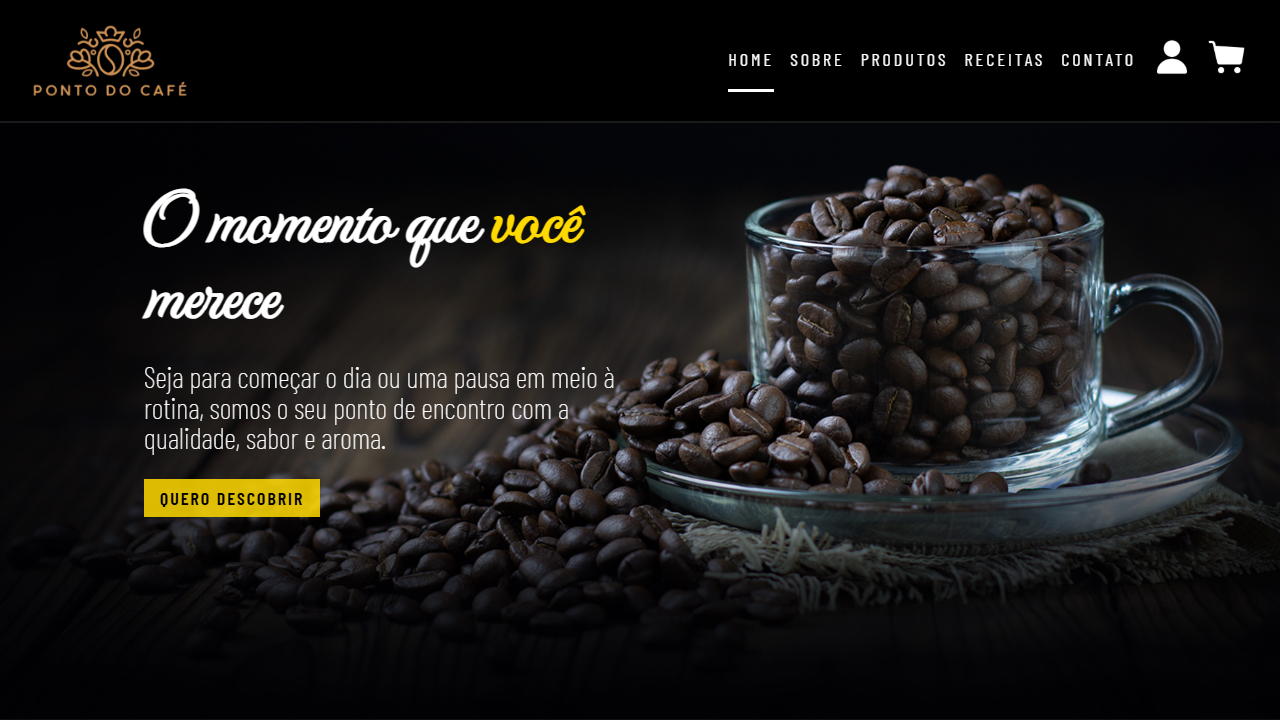 PONTO DO CAFÉ
HOME SOBRE PRODUTOS RECEITAS CONTATO
O momento que você
merece
Seja para começar o dia ou uma pausa em meio à
rotina, somos o seu ponto de encontro com a
qualidade, sabor e aroma.
QUERO DESCOBRIR